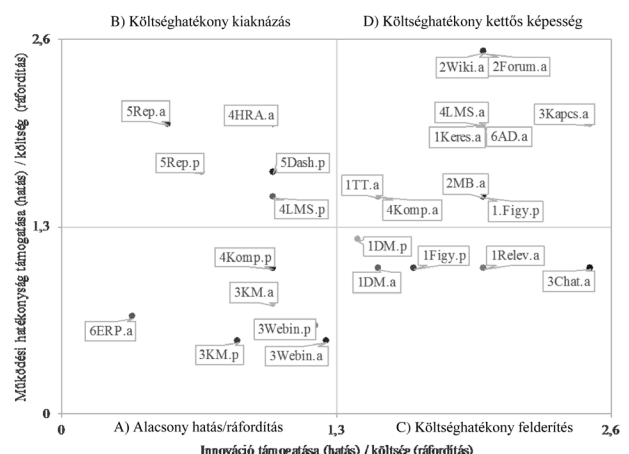 B) Költséghatékony kiaknázás
D) Költséghatékony kettős képesség
2,6
2Wiki.a
2Forum.a
5Rep.a
4HRA.a
4LMS.a
3Kapcs.a
1Keres.a
6AD.a
5Rep.p
5Dash.p
1TT.a
2MB.a
4LMS.p
4Komp.a
1.Figy.p
1,3
1DM.p
4Komp.p
1Figy.p
1Relev.a
1DM.a
3Chat.a
3KM.a
6ERP.a
3Webin.p
3KM.p
3Webin.a
Működési hatékonyság támogatása (hatás) / költség (ráfordítás)
0
0
A) Alacsony hatás/ráfordítás
1,3
C) Költséghatékony felderítés
2,6
Innováció támogatása (hatás) / költség (ráfordítás)